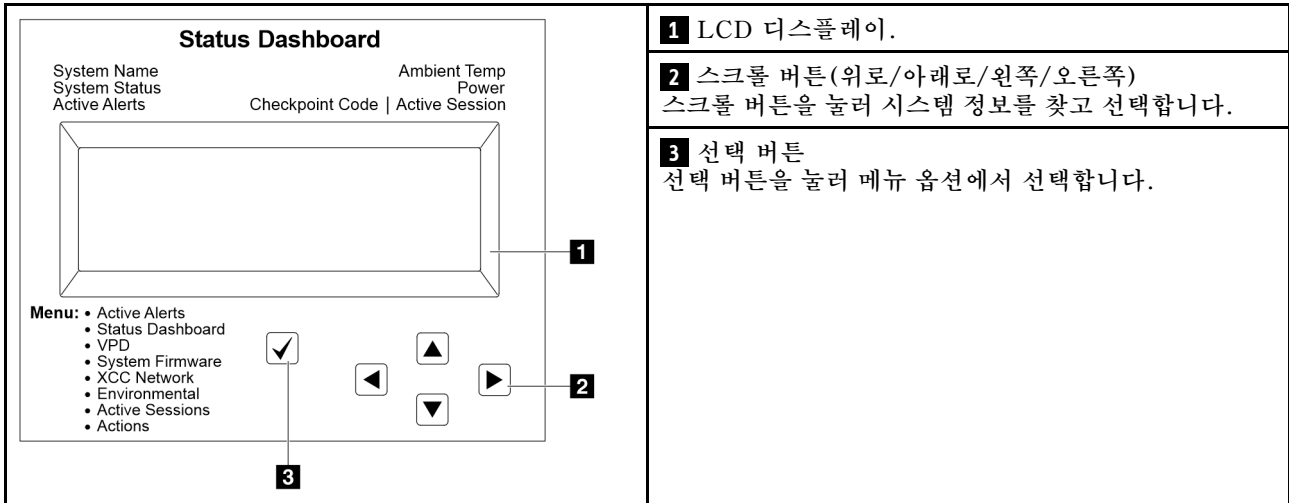 Status Dashboard
System Name
System Status
Active Alerts
Ambient Temp
Power
Checkpoint Code | Active Session
1
Menu: • Active Alerts
• Status Dashboard
• VPD
• System Firmware
• XCC Network
• Environmental
• Active Sessions
• Actions
2
3
1 LCD 디스플레이.
2 스크롤 버튼(위로/아래로/왼쪽/오른쪽)
스크롤 버튼을 눌러 시스템 정보를 찾고 선택합니다.
3 선택 버튼
선택 버튼을 눌러 메뉴 옵션에서 선택합니다.